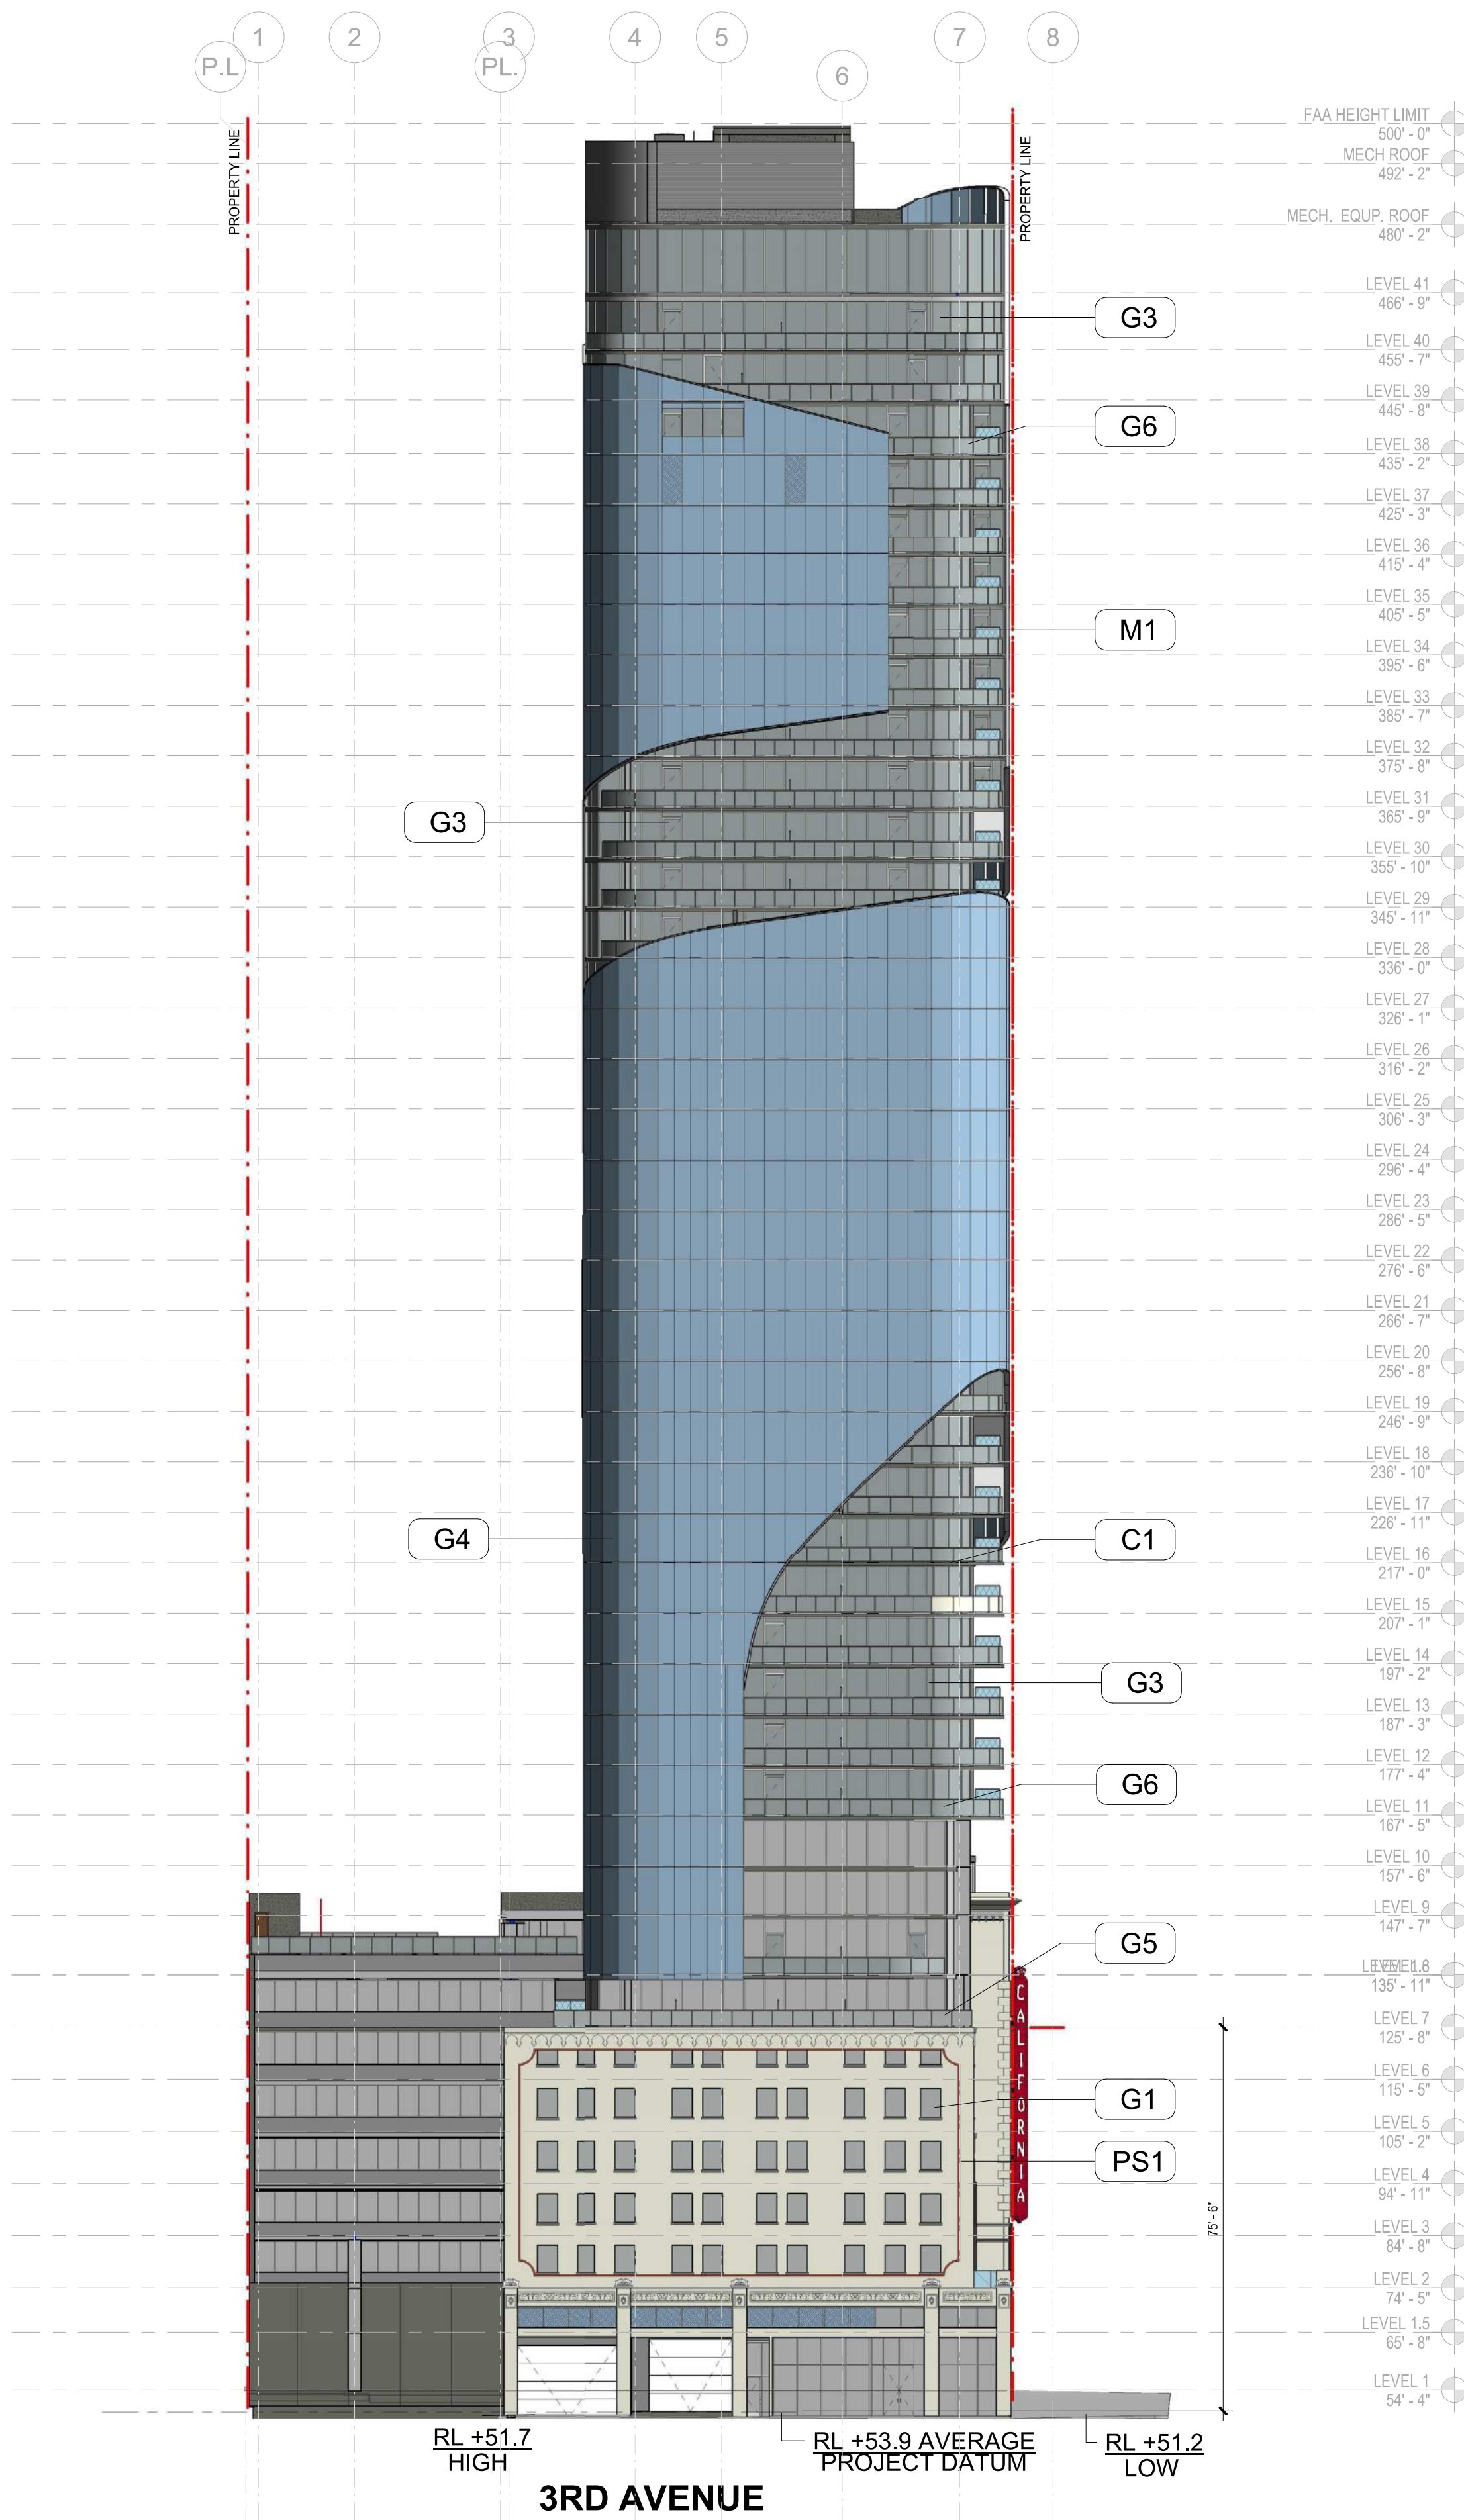 1
2
3
4
5
6
7
8
P.L
PL.
PROPERTY LINE
PROPERTY LINE
FAA HEIGHT LIMIT
500' - 0"
MECH ROOF
492' - 2"
MECH. EQUP. ROOF
480' - 2"
LEVEL 41
466' - 9"
G3
LEVEL 40
455' - 7"
LEVEL 39
445' - 8"
G6
LEVEL 38
435' - 2"
LEVEL 37
425' - 3"
LEVEL 36
415' - 4"
LEVEL 35
405' - 5"
M1
LEVEL 34
395' - 6"
LEVEL 33
385' - 7"
LEVEL 32
375' - 8"
LEVEL 31
365' - 9"
G3
LEVEL 30
355' - 10"
LEVEL 29
345' - 11"
LEVEL 28
336' - 0"
LEVEL 27
326' - 1"
LEVEL 26
316' - 2"
LEVEL 25
306' - 3"
LEVEL 24
296' - 4"
LEVEL 23
286' - 5"
LEVEL 22
276' - 6"
LEVEL 21
266' - 7"
LEVEL 20
256' - 8"
LEVEL 19
246' - 9"
LEVEL 18
236' - 10"
LEVEL 17
226' - 11"
G4
C1
LEVEL 16
217' - 0"
LEVEL 15
207' - 1"
LEVEL 14
197' - 2"
G3
LEVEL 13
187' - 3"
LEVEL 12
177' - 4"
G6
LEVEL 11
167' - 5"
LEVEL 10
157' - 6"
LEVEL 9
147' - 7"
G5
135' - 11"
CALIFORNIA
LEVEL 7
125' - 8"
LEVEL 6
115' - 5"
G1
LEVEL 5
105' - 2"
PS1
LEVEL 4
94' - 11"
75' - 6"
LEVEL 3
84' - 8"
LEVEL 2
74' - 5"
LEVEL 1.5
65' - 8"
LEVEL 1
54' - 4"
RL +51.7
HIGH
RL +53.9 AVERAGE
PROJECT DATUM
RL +51.2
LOW
3RD AVENUE